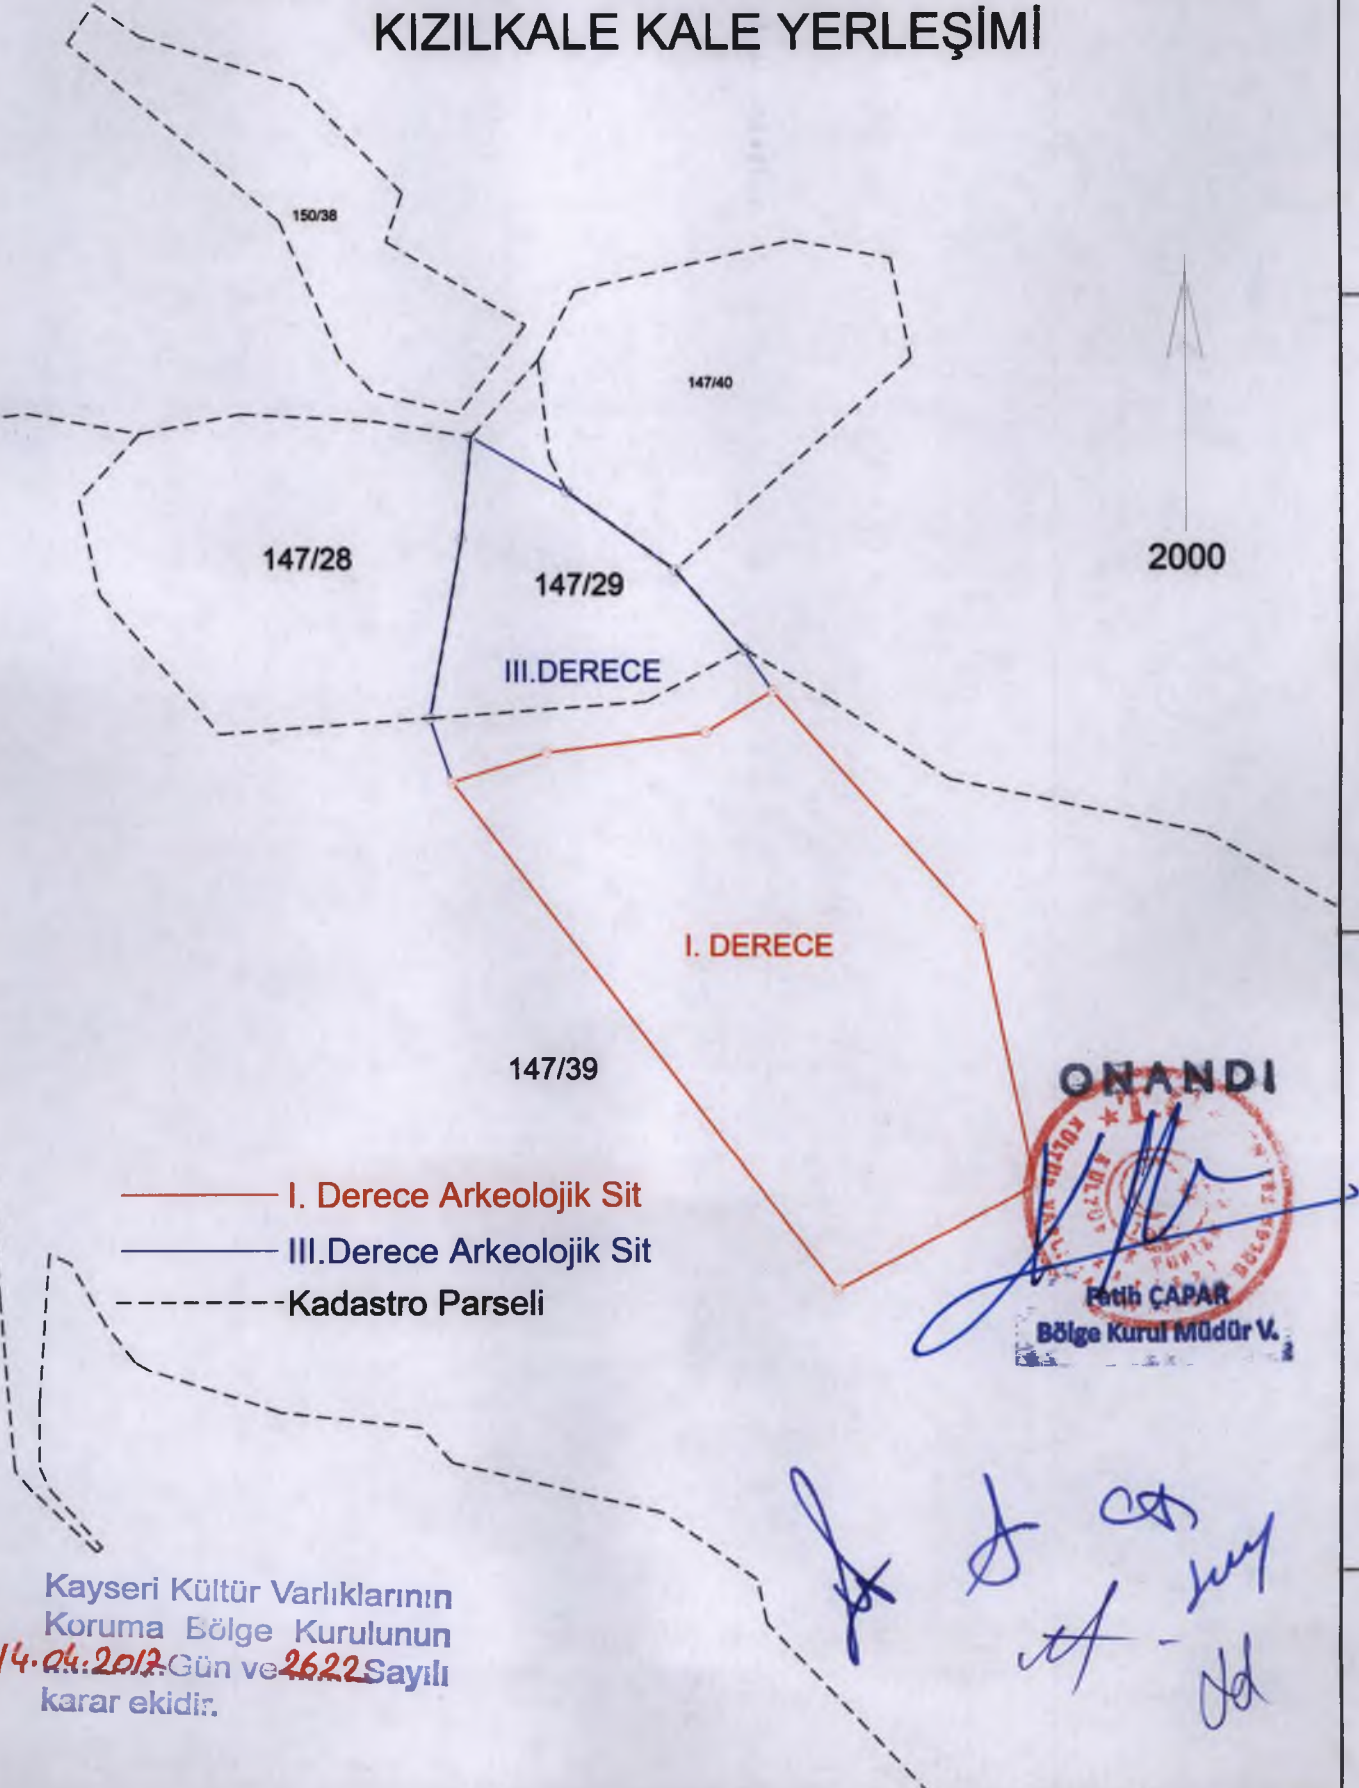 KIZILKALE KALE YERLEŞİMİ
150/38
147/40
147/28
147/29
2000
III.DERECE
I. DERECE
147/39
ONANDI
I. Derece Arkeolojik Sit
III.Derece Arkeolojik Sit
Kadastro Parseli
Fatih ÇAPAR
Bölge Kurul Müdür V.
Kayseri Kültür Varlıklarının
Koruma Bölge Kurulunun
14.04.2017 Gün ve 2622 Sayılı
karar ekidir.